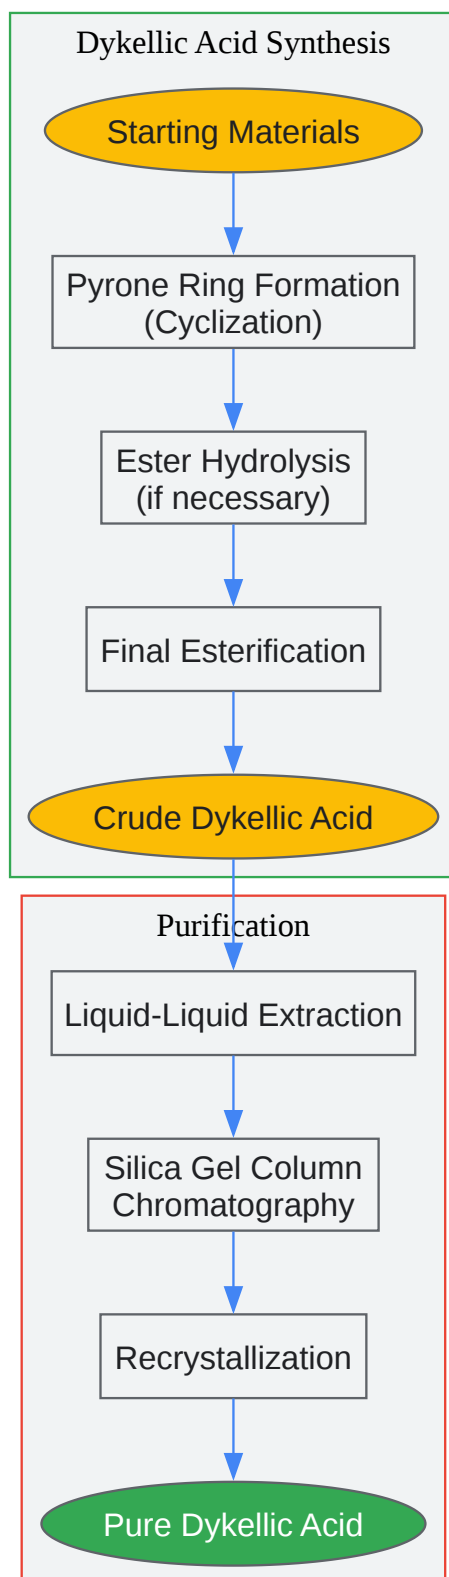 Dykellic Acid Synthesis
Starting Materials
Pyrone Ring Formation
(Cyclization)
Ester Hydrolysis
(if necessary)
Final Esterification
Crude Dykellic Acid
Purification
Liquid-Liquid Extraction
Silica Gel Column
Chromatography
Recrystallization
Pure Dykellic Acid